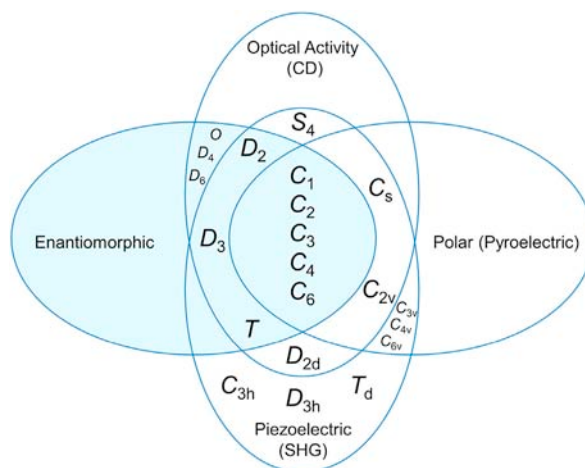 Optical Activity
(CD)
S4
O
D4
D6
D2
C1
C2
C3
C4
C6
Cs
Enantiomorphic
D3
Polar (Pyroelectric)
T
C2v
C3v
C4v
C6v
D2d
C3h
D3h
Td
Piezoelectric
(SHG)